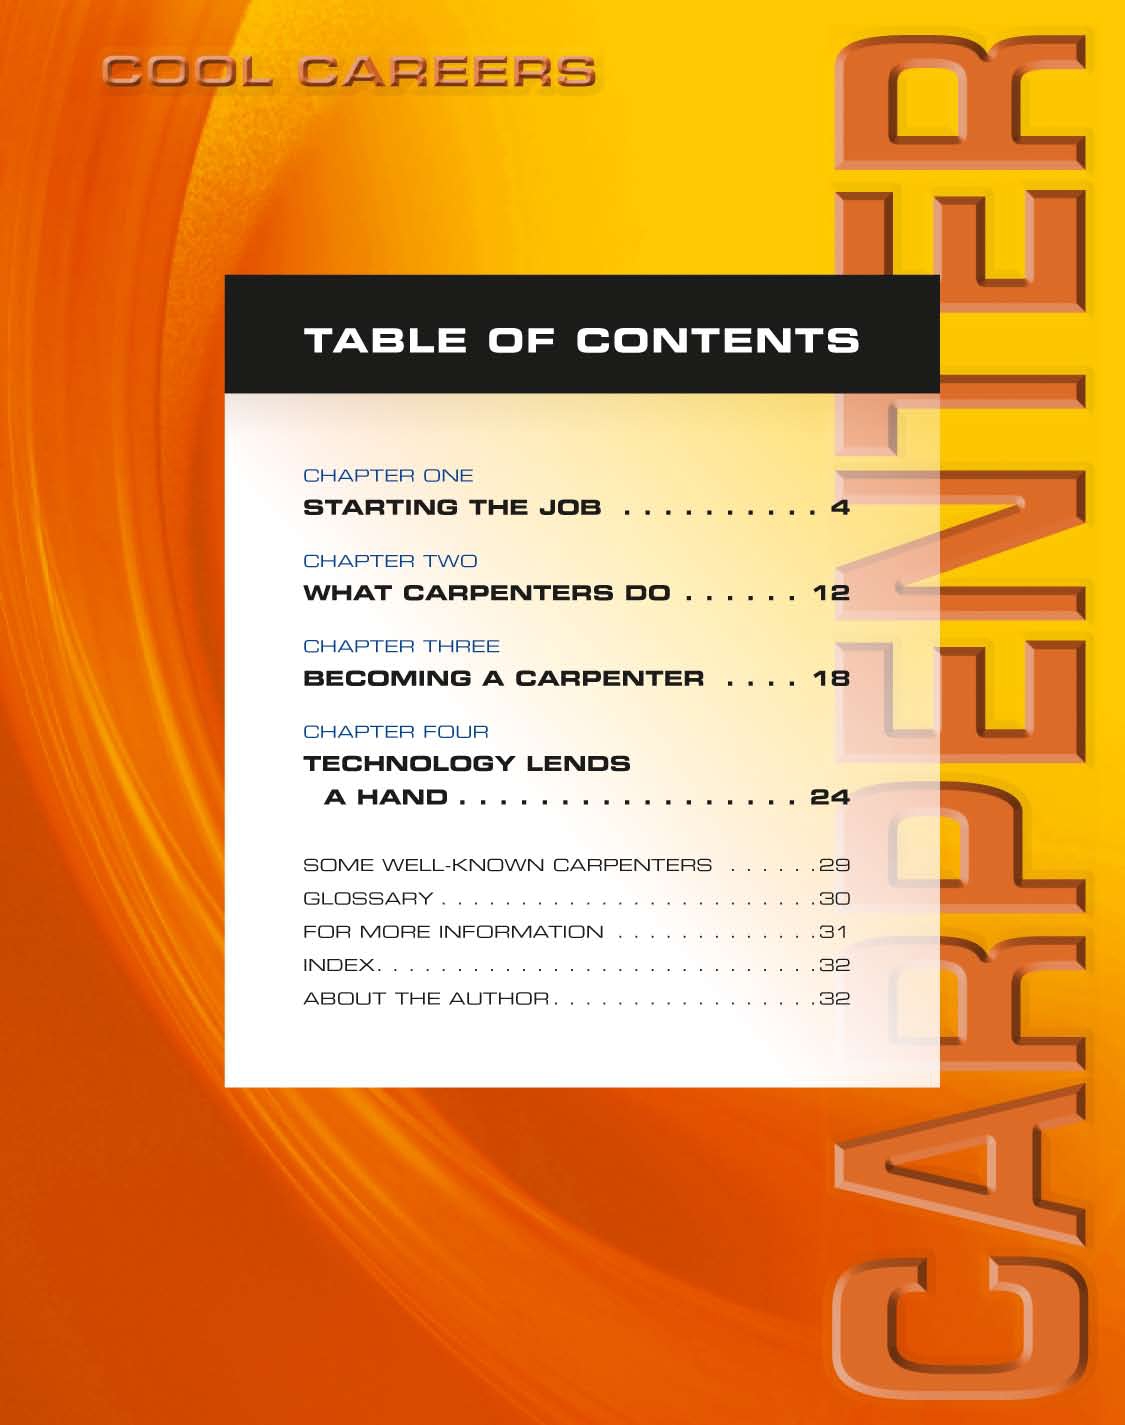 COOL CAREERS
CARPENTER
TABLE OF CONTENTS
CHAPTER ONE
STARTING THE JOB . . . . . . . . . . 4
CHAPTER TWO
WHAT CARPENTERS DO . . . . . . 12
CHAPTER THREE
BECOMING A CARPENTER . . . . 18
CHAPTER FOUR
TECHNOLOGY LENDS
A HAND . . . . . . . . . . . . . . . . . 24
SOME WELL-KNOWN CARPENTERS . . . . . .29
GLOSSARY . . . . . . . . . . . . . . . . . . . . . . . .30
FOR MORE INFORMATION . . . . . . . . . . . . .31
INDEX. . . . . . . . . . . . . . . . . . . . . . . . . . . .32
ABOUT THE AUTHOR. . . . . . . . . . . . . . . . .32